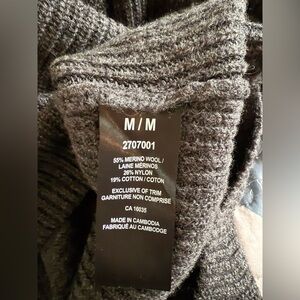 M / M
2707001
55% MERINO WOOL /
LAINE MÉRINOS
26% NYLON
19% COTTON / COTON
EXCLUSIVE OF TRIM
GARNITURE NON COMPRISE
CA 16035
MADE IN CAMBODIA
FABRIQUÉ AU CAMBODGE